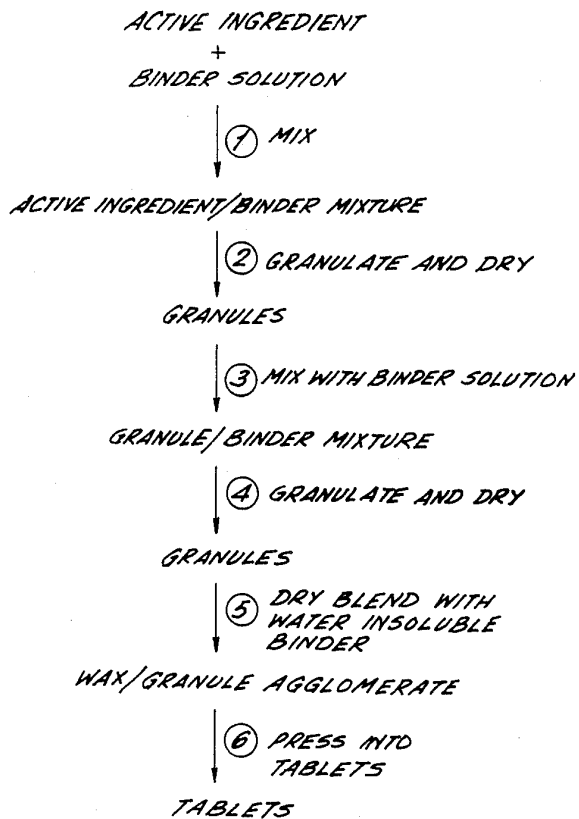 ACTIVE INGREDIENT
+
BINDER SOLUTION
1 MIX
ACTIVE INGREDIENT/BINDER MIXTURE
2 GRANULATE AND DRY
GRANULES
3 MIX WITH BINDER SOLUTION
GRANULE/BINDER MIXTURE
4 GRANULATE AND DRY
GRANULES
5 DRY BLEND WITH
WATER INSOLUBLE
BINDER
WAX/GRANULE AGGLOMERATE
6 PRESS INTO
TABLETS
TABLETS